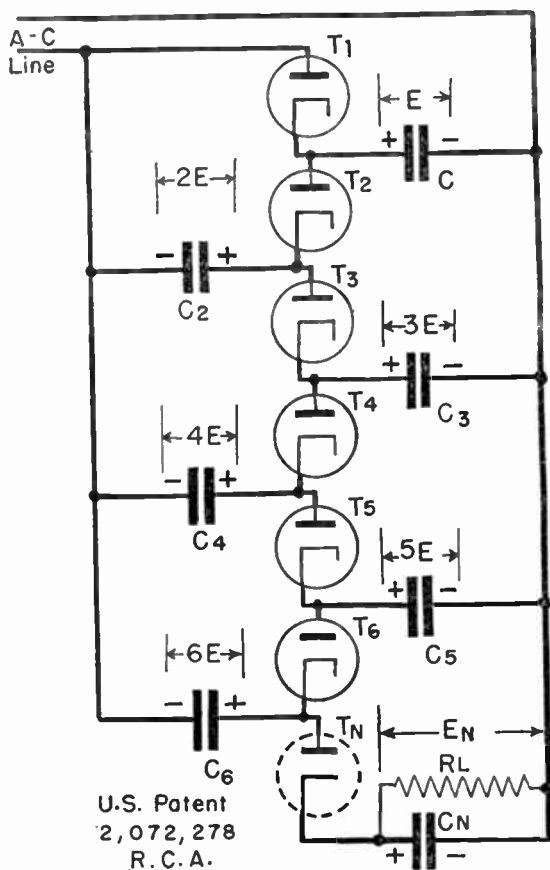 A-C
Line
T1
E
+ -
C
T2
2E
- +
C2
T3
3E
+ -
C3
T4
4E
- +
C4
T5
5E
+ -
C5
T6
6E
- +
C6
TN
EN
RL
CN
+ -
U.S. Patent
2,072,278
R.C.A.